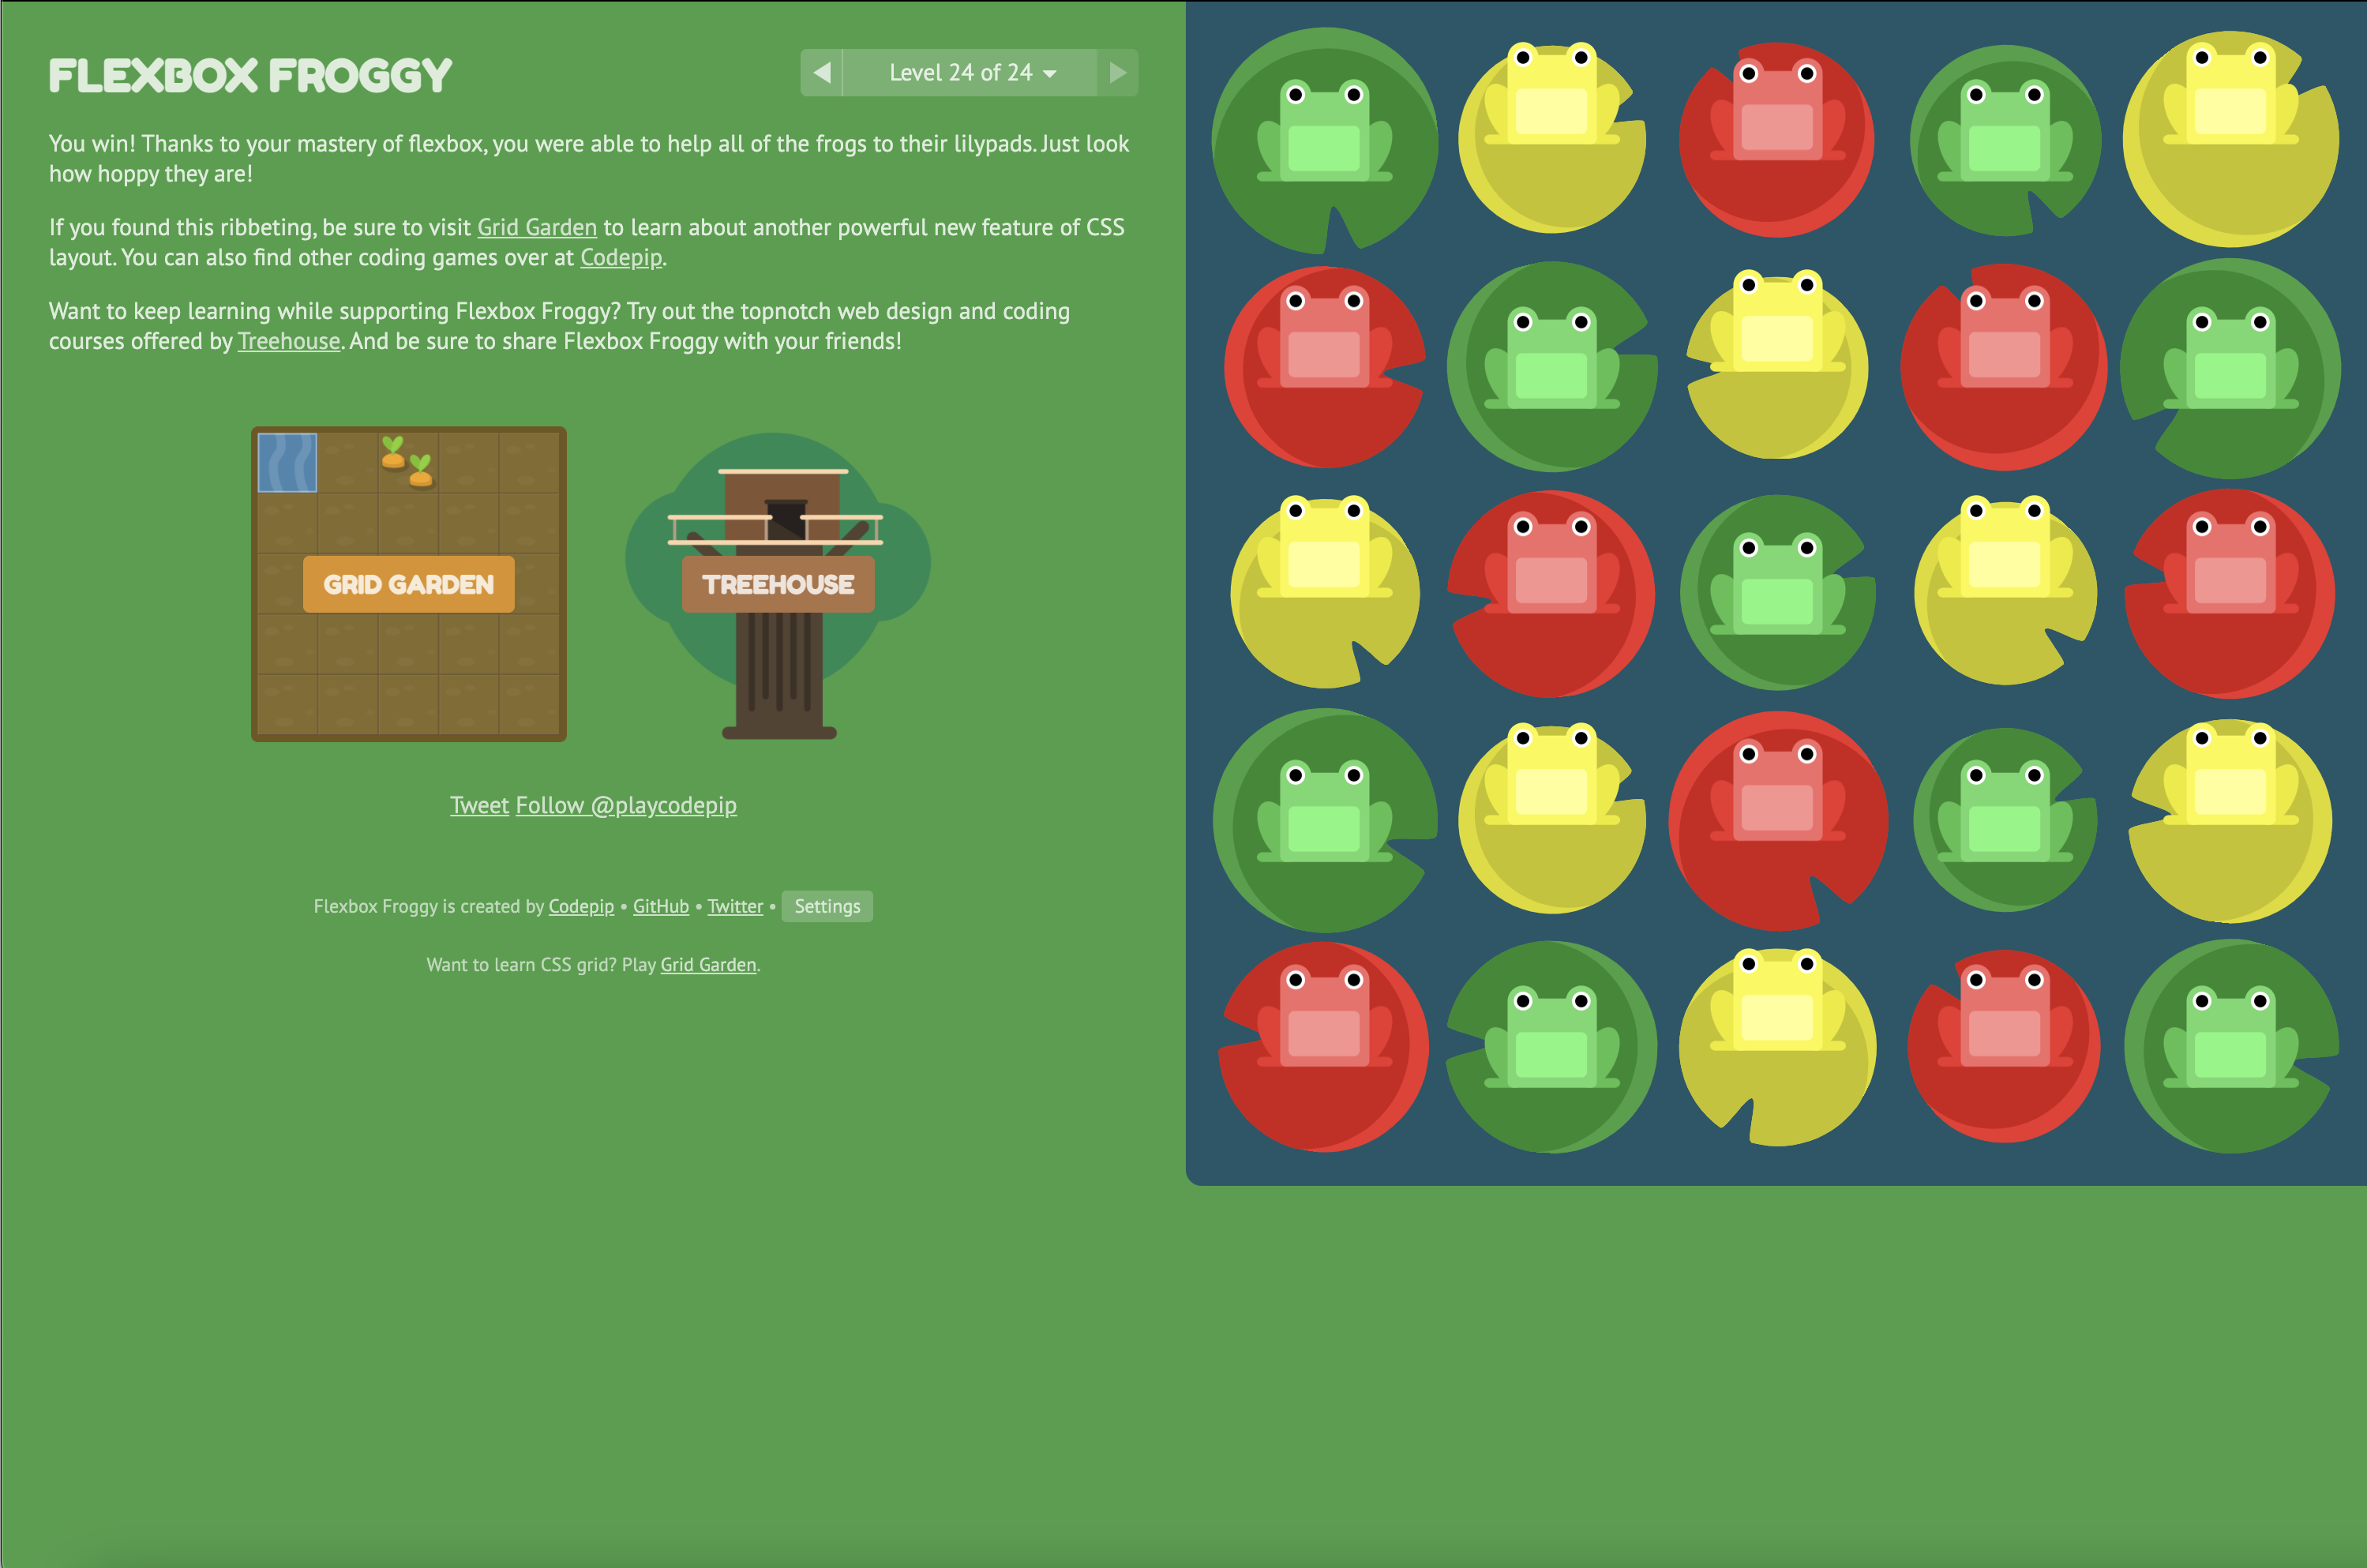 FLEXBOX FROGGY
Level 24 of 24
You win! Thanks to your mastery of flexbox, you were able to help all of the frogs to their lilypads. Just look
how hoppy they are!
If you found this ribbeting, be sure to visit Grid Garden to learn about another powerful new feature of CSS
layout. You can also find other coding games over at Codepip.
Want to keep learning while supporting Flexbox Froggy? Try out the topnotch web design and coding
courses offered by Treehouse. And be sure to share Flexbox Froggy with your friends!
GRID GARDEN
TREEHOUSE
Tweet Follow @playcodepip
Flexbox Froggy is created by Codepip • GitHub • Twitter • Settings
Want to learn CSS grid? Play Grid Garden.